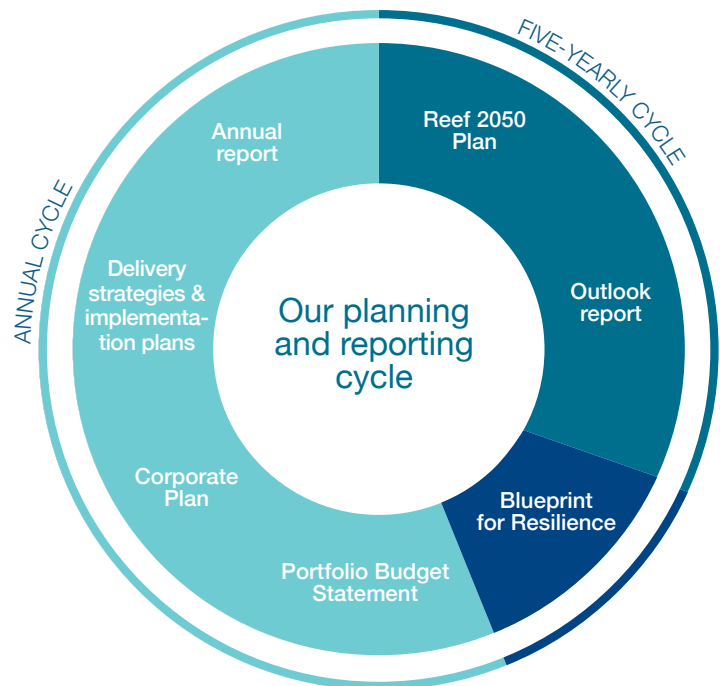 FIVE-YEARLY CYCLE
Reef 2050
Plan
Outlook
report
Blueprint
for Resilience
Portfolio Budget
Statement
Corporate
Plan
Delivery
strategies &
implementa-
tion plans
Annual
report
ANNUAL CYCLE
Our planning
and reporting
cycle